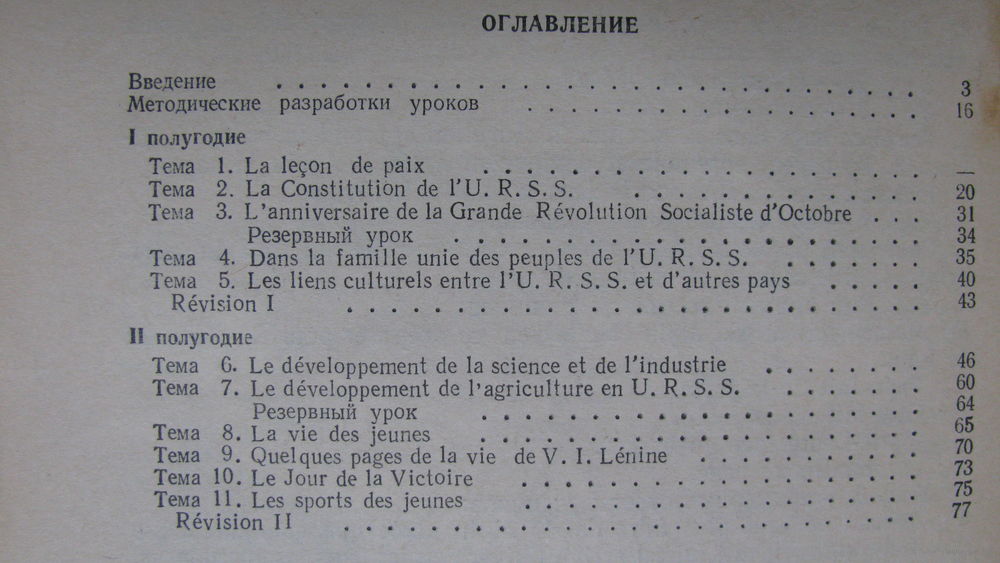 ОГЛАВЛЕНИЕ
Введение . . . . . . . . . . . . . . . . . . . . . . 3
Методические разработки уроков . . . . . . . . . . . . . 16
I полугодие
Тема 1. La leçon de paix . . . . . . . . . . . . . . . —
Тема 2. La Constitution de l'U. R. S. S. . . . . . . . . . . 20
Тема 3. L'anniversaire de la Grande Révolution Socialiste d'Octobre . . . 31
Резервный урок . . . . . . . . . . . . . . . . 34
Тема 4. Dans la famille unie des peuples de l'U. R. S. S. . . . . . . 35
Тема 5. Les liens culturels entre l'U. R. S. S. et d'autres pays . . . . . 40
Révision I . . . . . . . . . . . . . . . . . . . . 43
II полугодие
Тема 6. Le développement de la science et de l'industrie . . . . . . . 46
Тема 7. Le développement de l'agriculture en U. R. S. S. . . . . . . 60
Резервный урок . . . . . . . . . . . . . . . 64
Тема 8. La vie des jeunes . . . . . . . . . . . . . . . 65
Тема 9. Quelques pages de la vie de V. I. Lénine . . . . . . . . 70
Тема 10. Le Jour de la Victoire . . . . . . . . . . . . . 73
Тема 11. Les sports des jeunes . . . . . . . . . . . . . 75
Révision II . . . . . . . . . . . . . . . . . . . . 77